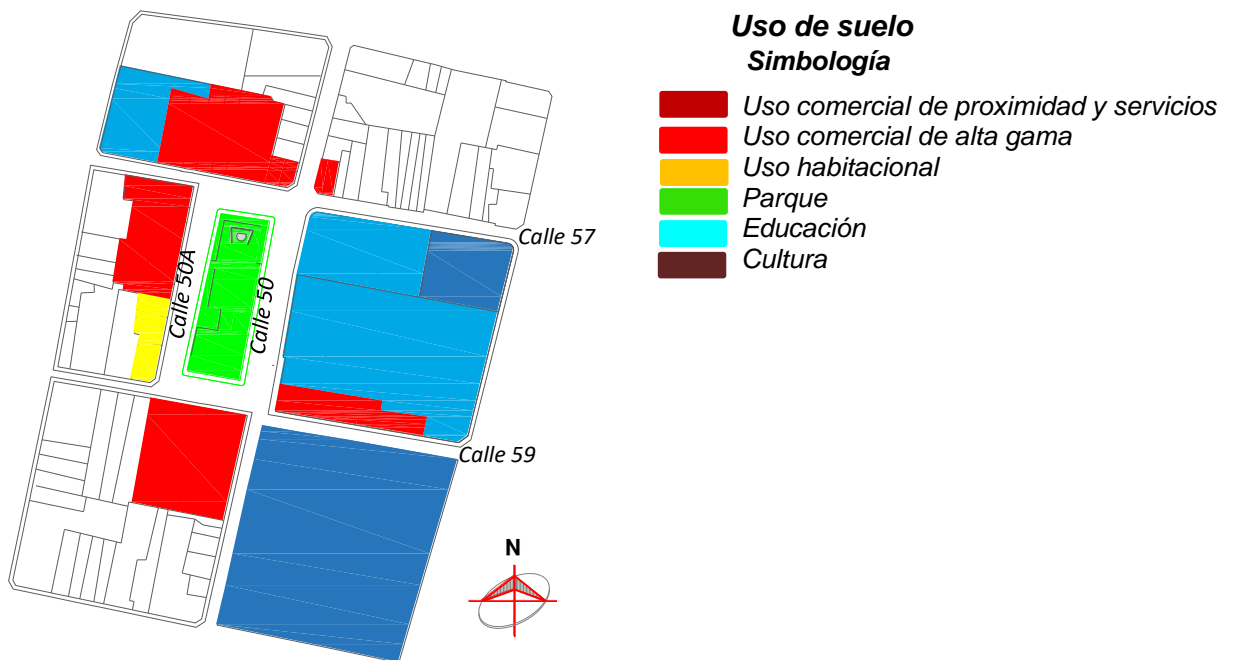 Uso de suelo
Simbología
Uso comercial de proximidad y servicios
Uso comercial de alta gama
Uso habitacional
Parque
Educación
Cultura
Calle 57
Calle 50A
Calle 50
Calle 59
N